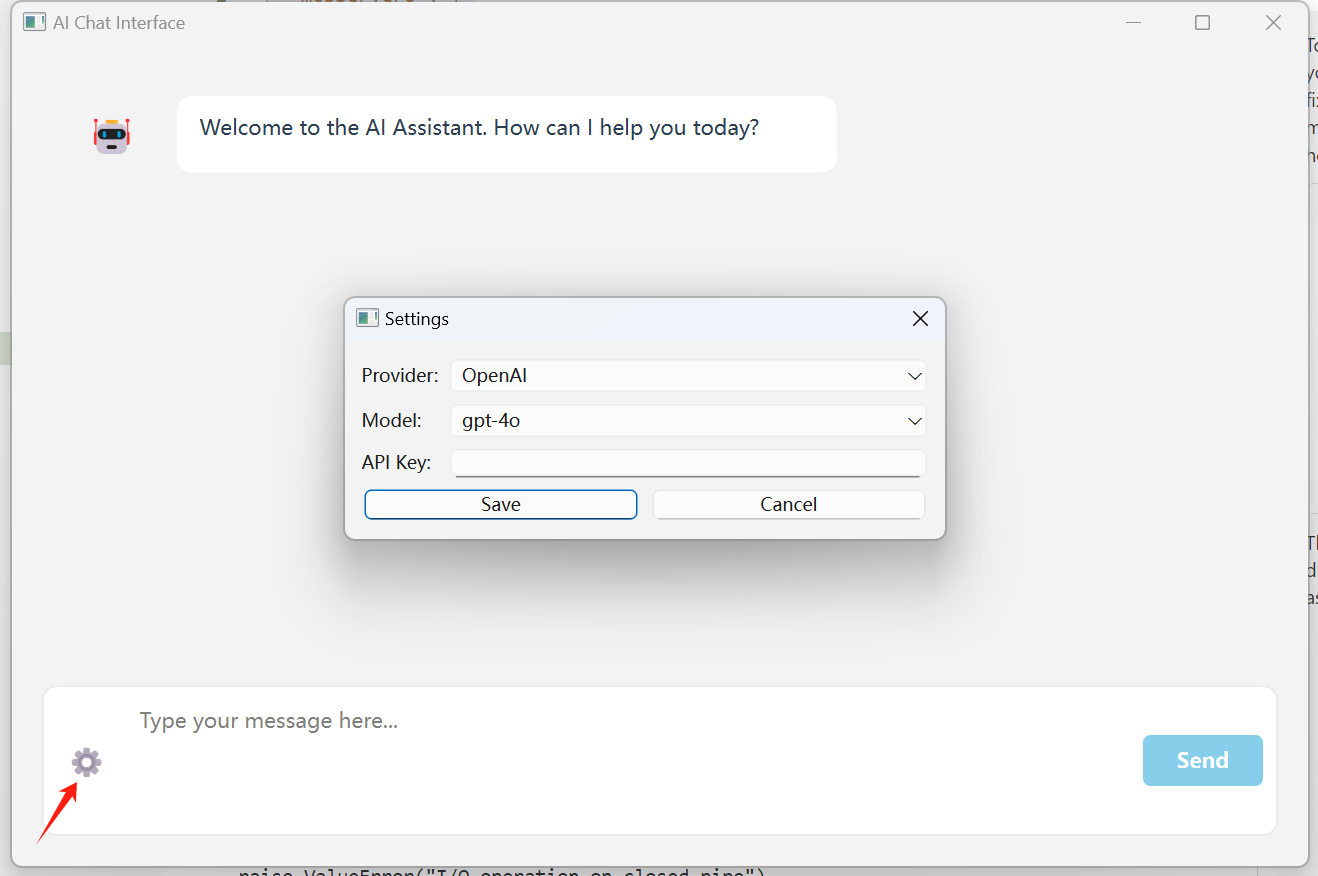 AI Chat Interface
Welcome to the AI Assistant. How can I help you today?
Settings
Provider: OpenAI
Model: gpt-4o
API Key:
Save Cancel
Type your message here...
Send
raise ValueError("I/O operation on closed pipe")